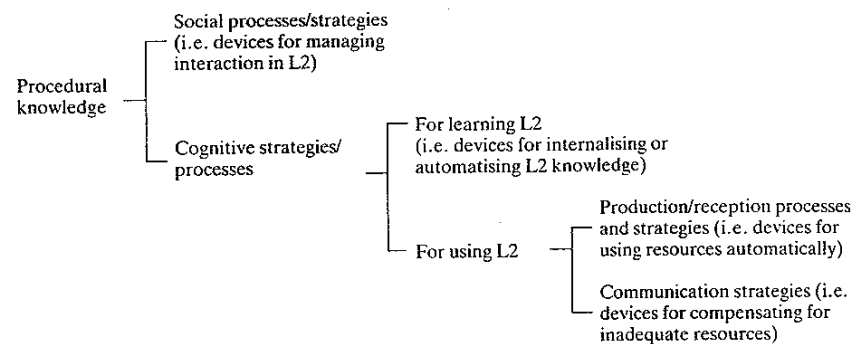 Social processes/strategies
(i.e. devices for managing
interaction in L2)
Procedural
knowledge
Cognitive strategies/
processes
For learning L2
(i.e. devices for internalising or
automatising L2 knowledge)
For using L2
Production/reception processes
and strategies (i.e. devices for
using resources automatically)
Communication strategies (i.e.
devices for compensating for
inadequate resources)